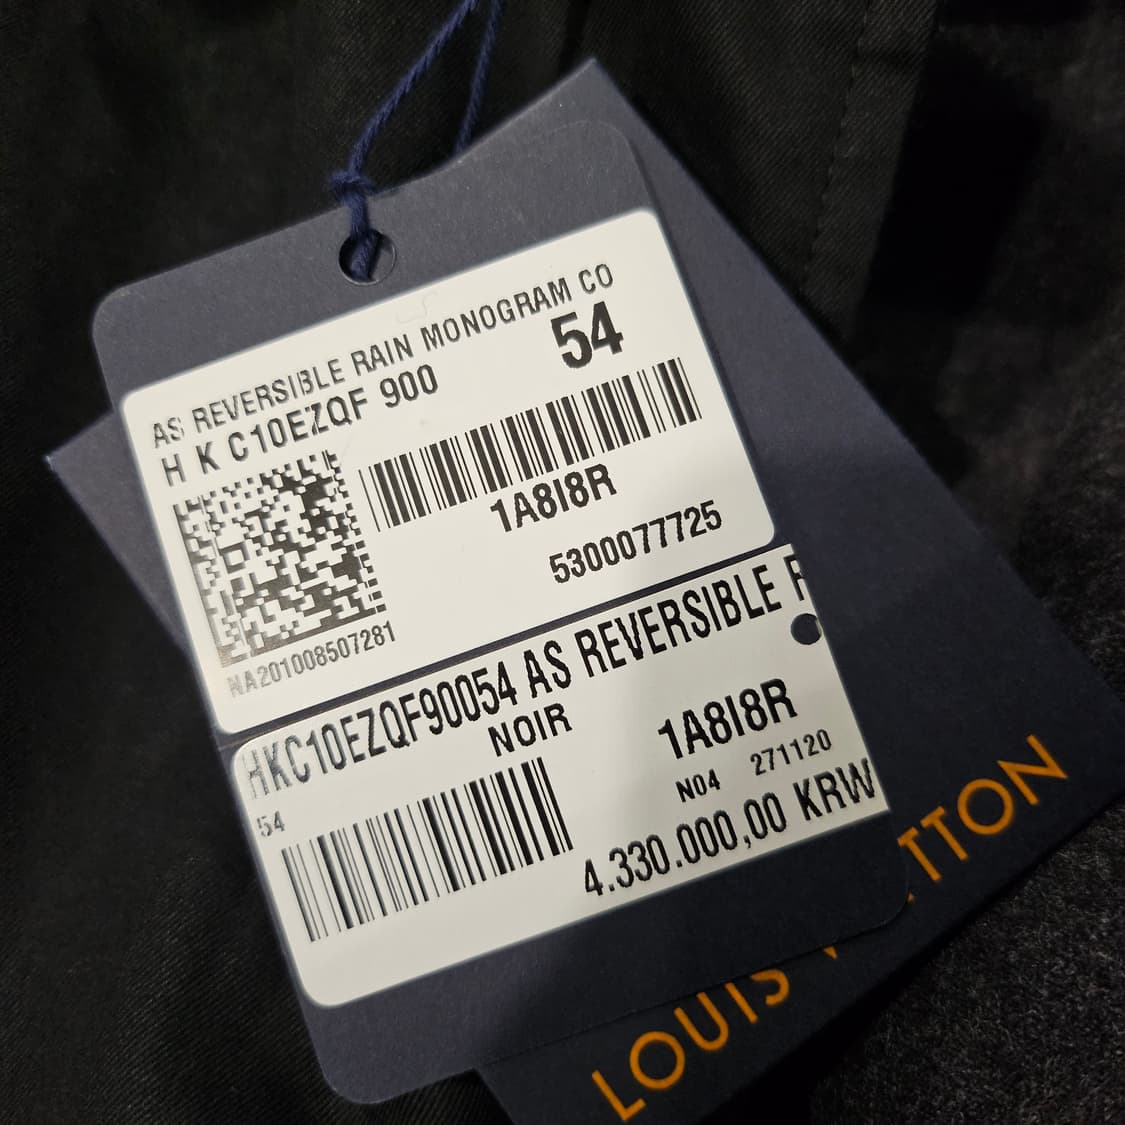 AS REVERSIBLE RAIN MONOGRAM CO
H K C10EZQF 900
54
1A8I8R
5300077725
NA201008507281
HKC10EZQF90054 AS REVERSIBLE R
NOIR
1A8I8R
54
N04 271120
4.330.000,00 KRW
LOUIS V TTON